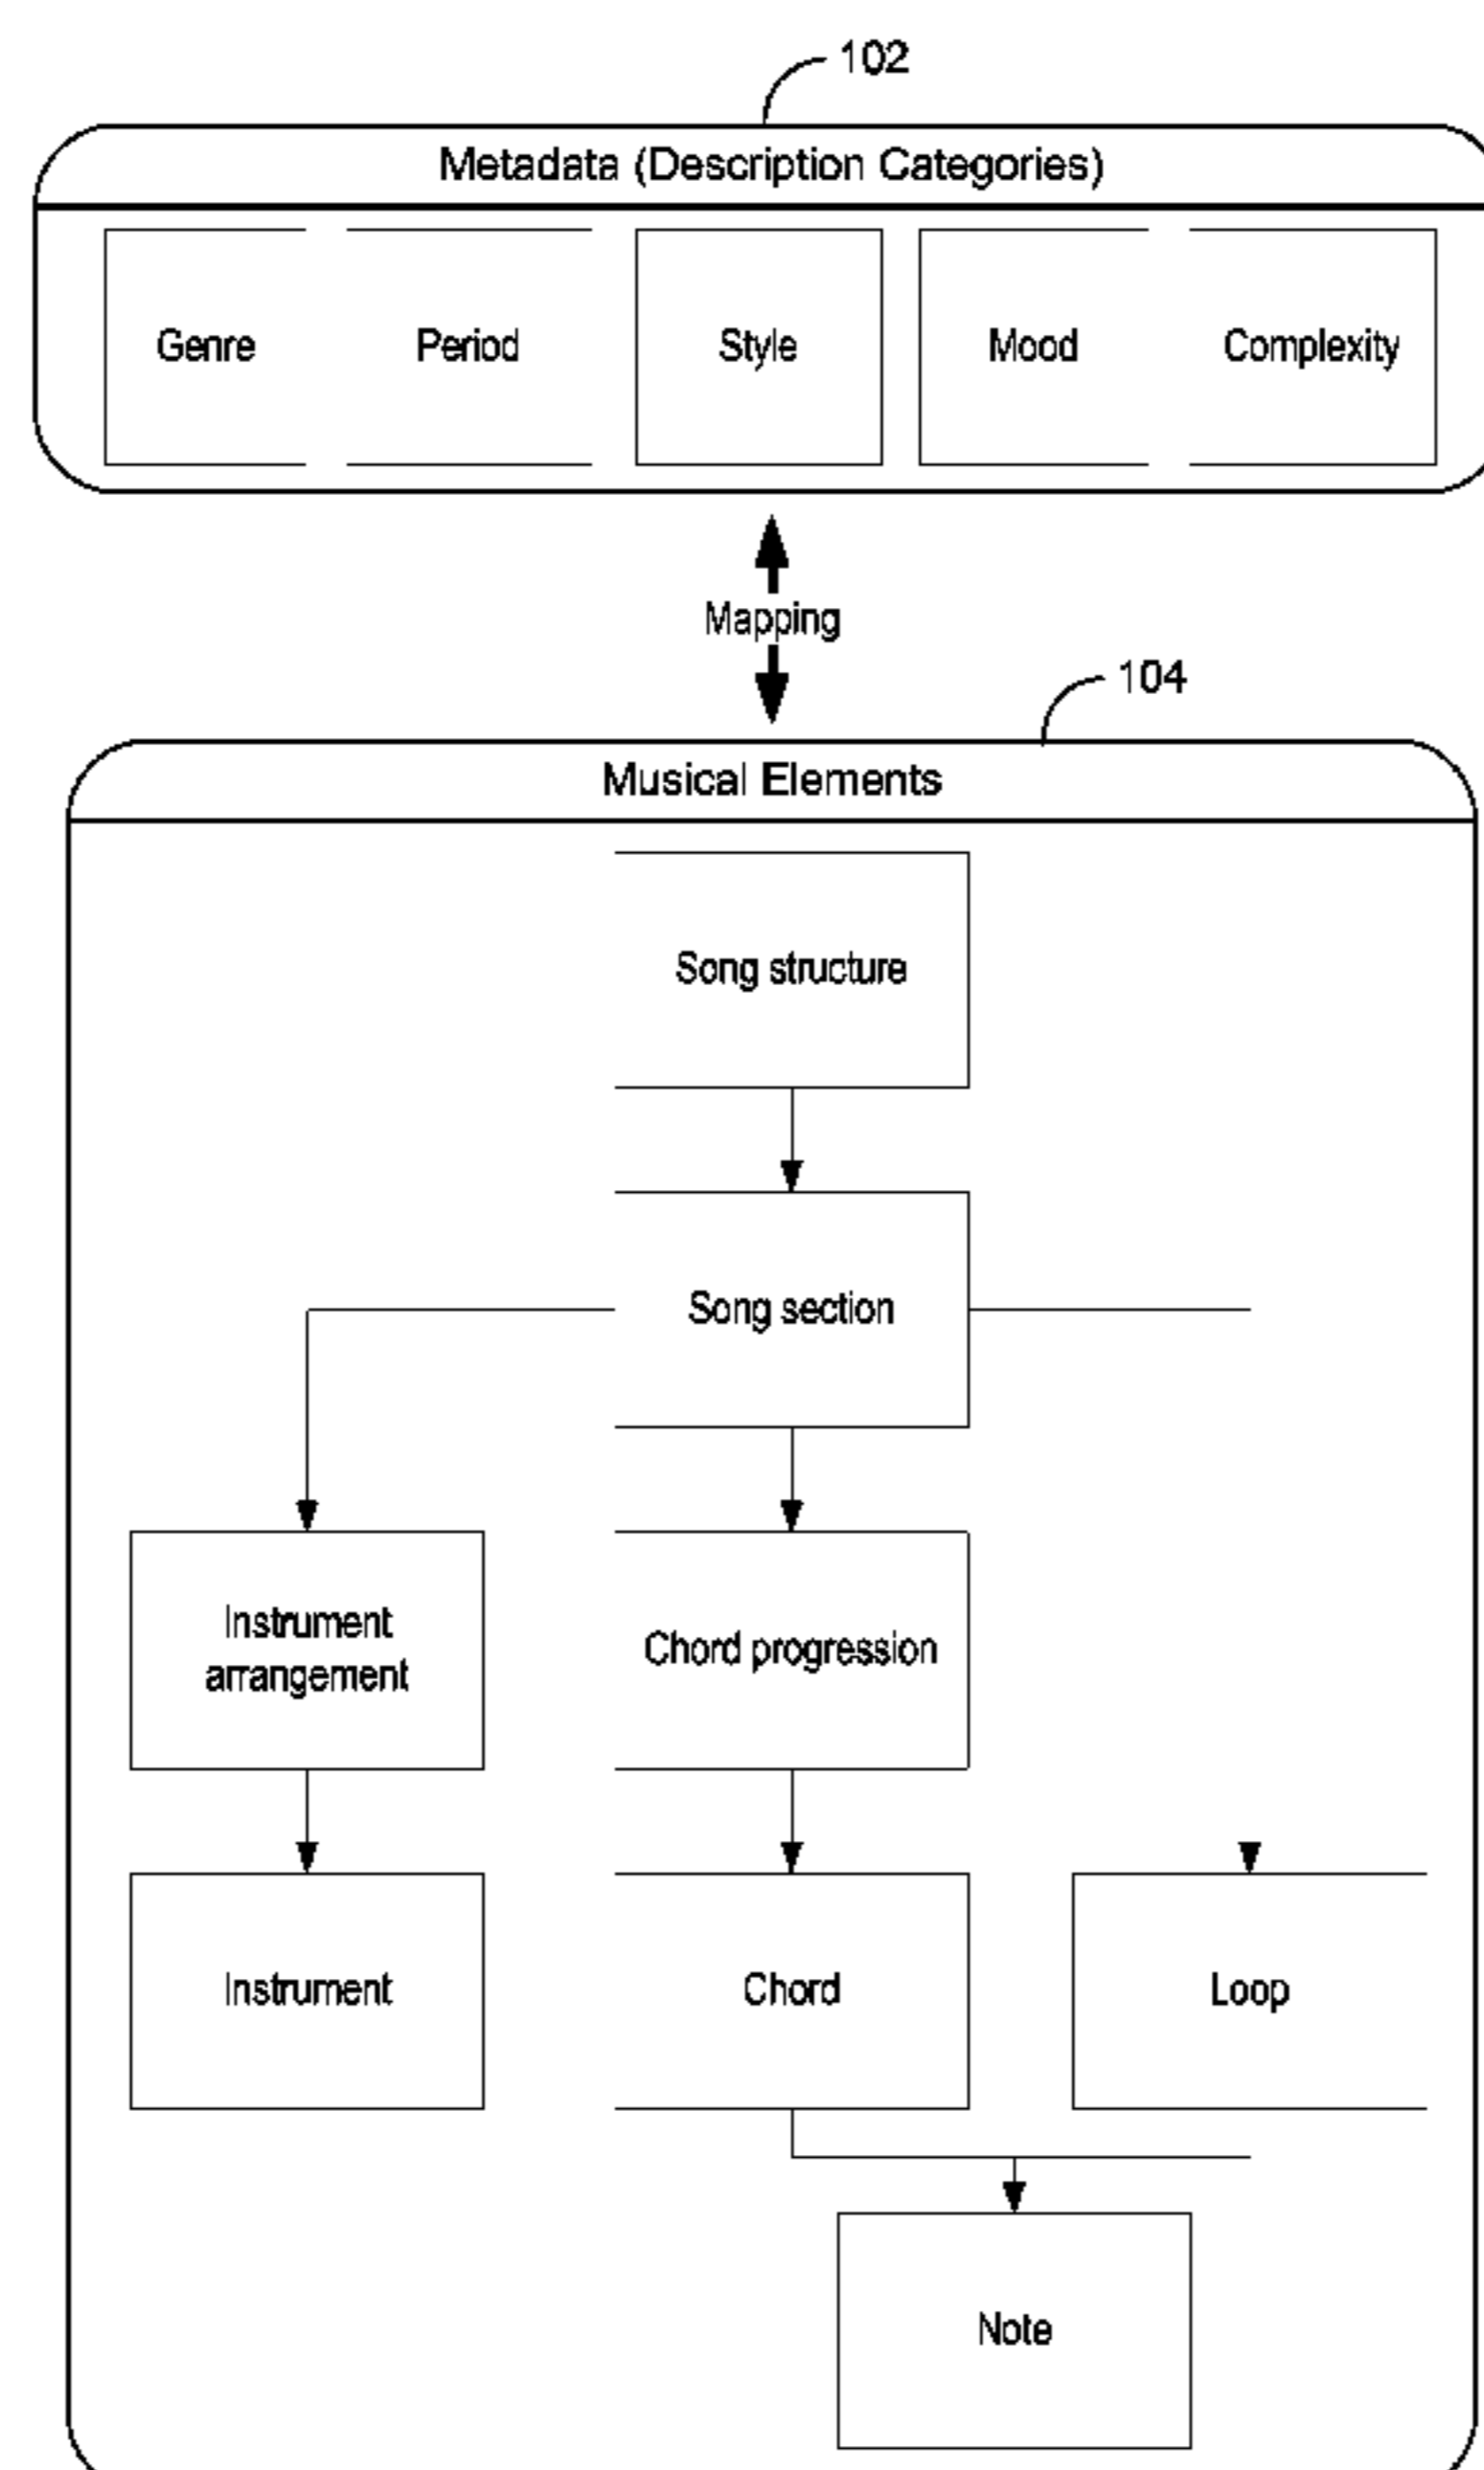 102
Metadata (Description Categories)
Genre
Period
Style
Mood
Complexity
Mapping
104
Musical Elements
Song structure
Song section
Instrument
arrangement
Chord progression
Instrument
Chord
Loop
Note